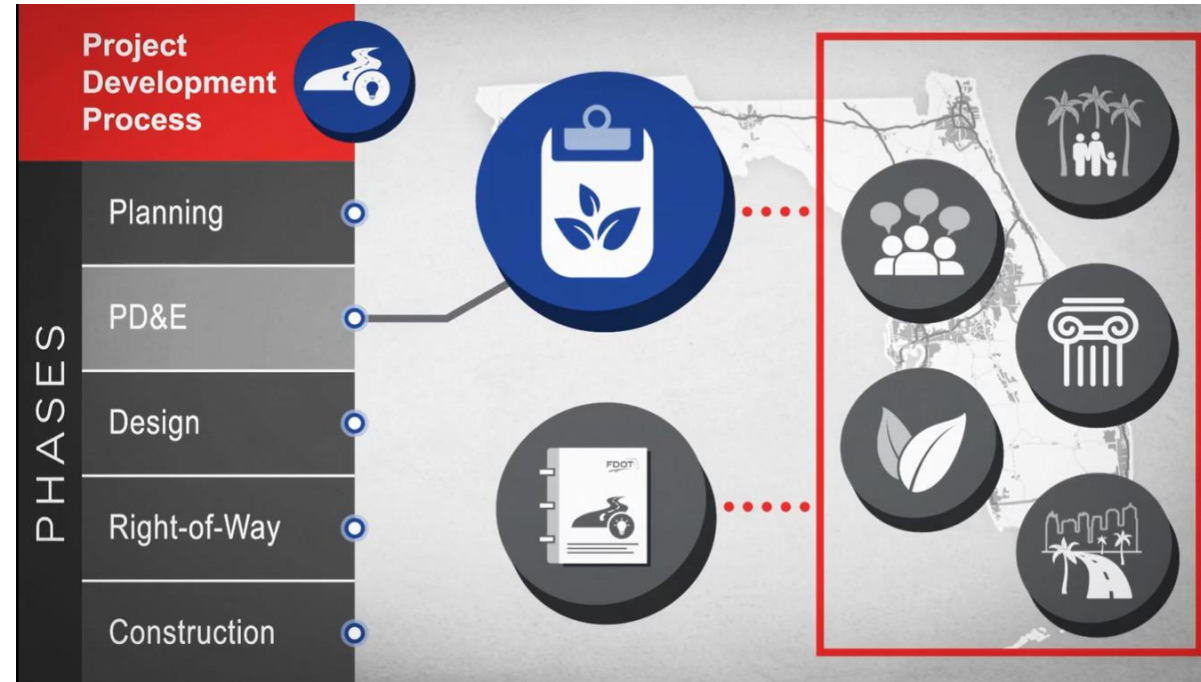 Project
Development
Process
PHASES
Planning
PD&E
Design
Right-of-Way
Construction
FDOT